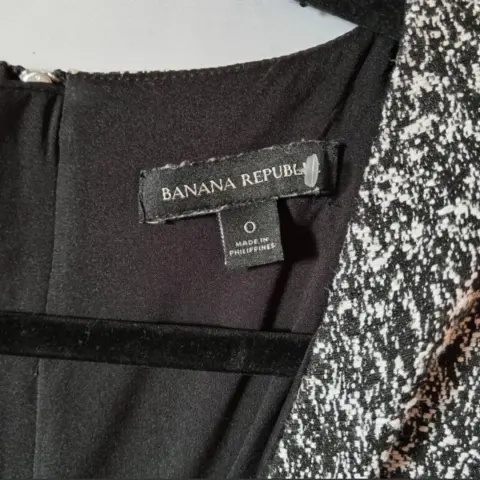 BANANA REPUBL
0
MADE IN
PHILIPPINES